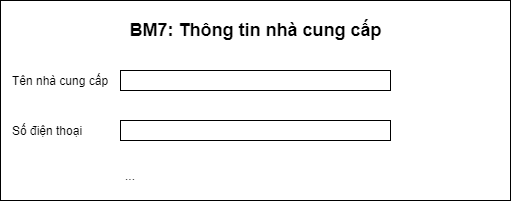 BM7: Thông tin nhà cung cấp
Tên nhà cung cấp
Số điện thoại
...